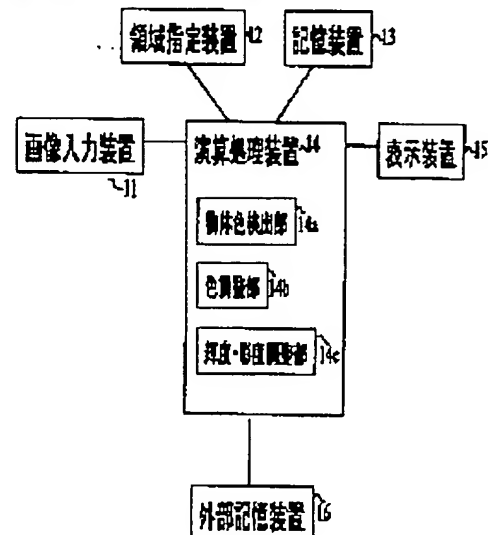 領域指定装置 12
記憶装置 13
画像入力装置
11
演算処理装置 14
表示装置 15
物体色検出部 14a
色調整部 14b
輝度・彩度調整部 14c
外部記憶装置 16